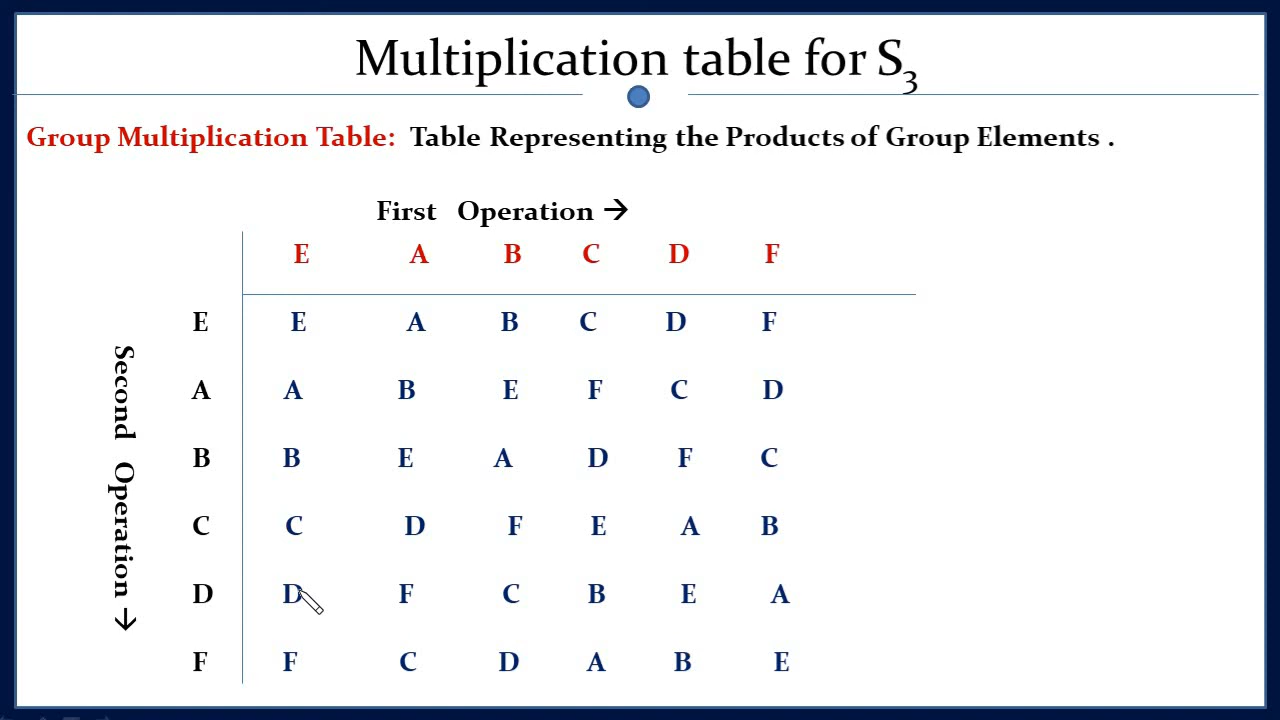 Multiplication table for S3
Group Multiplication Table: Table Representing the Products of Group Elements .
First Operation →
E A B C D F
E E A B C D F
A A B E F C D
B B E A D F C
C C D F E A B
D D F C B E A
F F C D A B E
Second Operation →